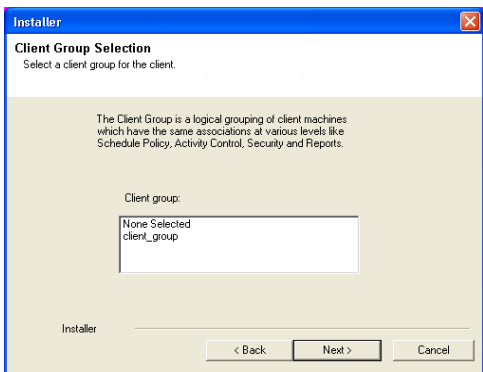 Installer
Client Group Selection
Select a client group for the client.
The Client Group is a logical grouping of client machines
which have the same associations at various levels like
Schedule Policy, Activity Control, Security and Reports.
Client group:
None Selected
client_group
Installer
< Back
Next >
Cancel